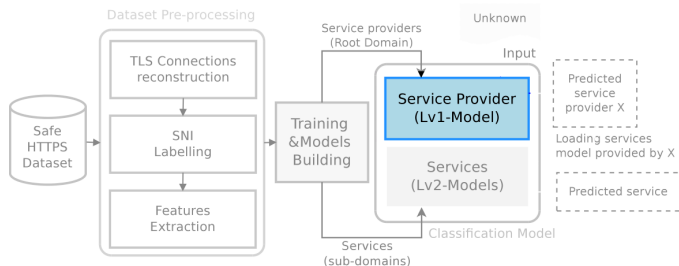 Dataset Pre-processing
TLS Connections
reconstruction
SNI
Labelling
Features
Extraction
Safe
HTTPS
Dataset
Training
&Models
Building
Service providers
(Root Domain)
Services
(sub-domains)
Unknown
Input
Service Provider
(Lv1-Model)
Services
(Lv2-Models)
Classification Model
Predicted
service
provider X
Loading services
model provided by X
Predicted service